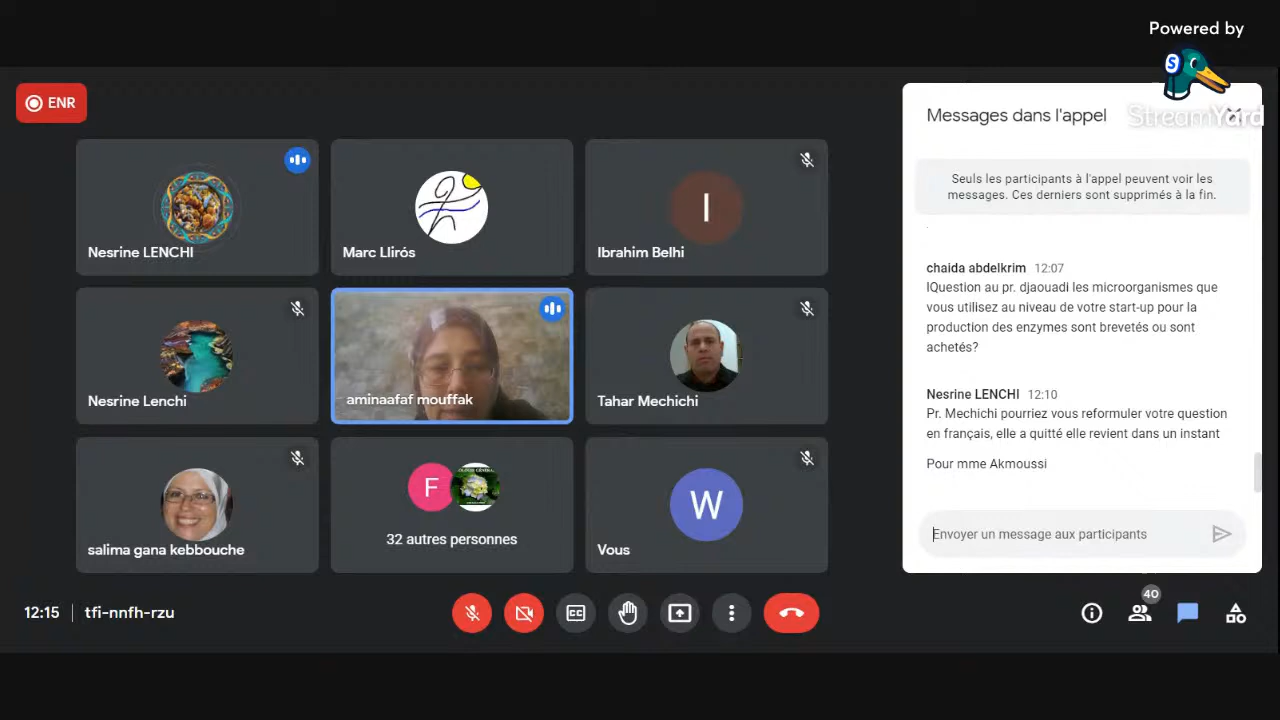 Powered by
StreamYard
ENR
Nesrine LENCHI
Marc Llirós
I
Ibrahim Belhi
Nesrine Lenchi
aminaafaf mouffak
Tahar Mechichi
salima gana kebbouche
F
32 autres personnes
W
Vous
Messages dans l'appel
Seuls les participants à l'appel peuvent voir les
messages. Ces derniers sont supprimés à la fin.
chaida abdelkrim 12:07
IQuestion au pr. djaouadi les microorganismes que
vous utilisez au niveau de votre start-up pour la
production des enzymes sont brevetés ou sont
achetés?
Nesrine LENCHI 12:10
Pr. Mechichi pourriez vous reformuler votre question
en français, elle a quitté elle revient dans un instant
Pour mme Akmoussi
Envoyer un message aux participants
12:15 | tfi-nnfh-rzu
CC
40